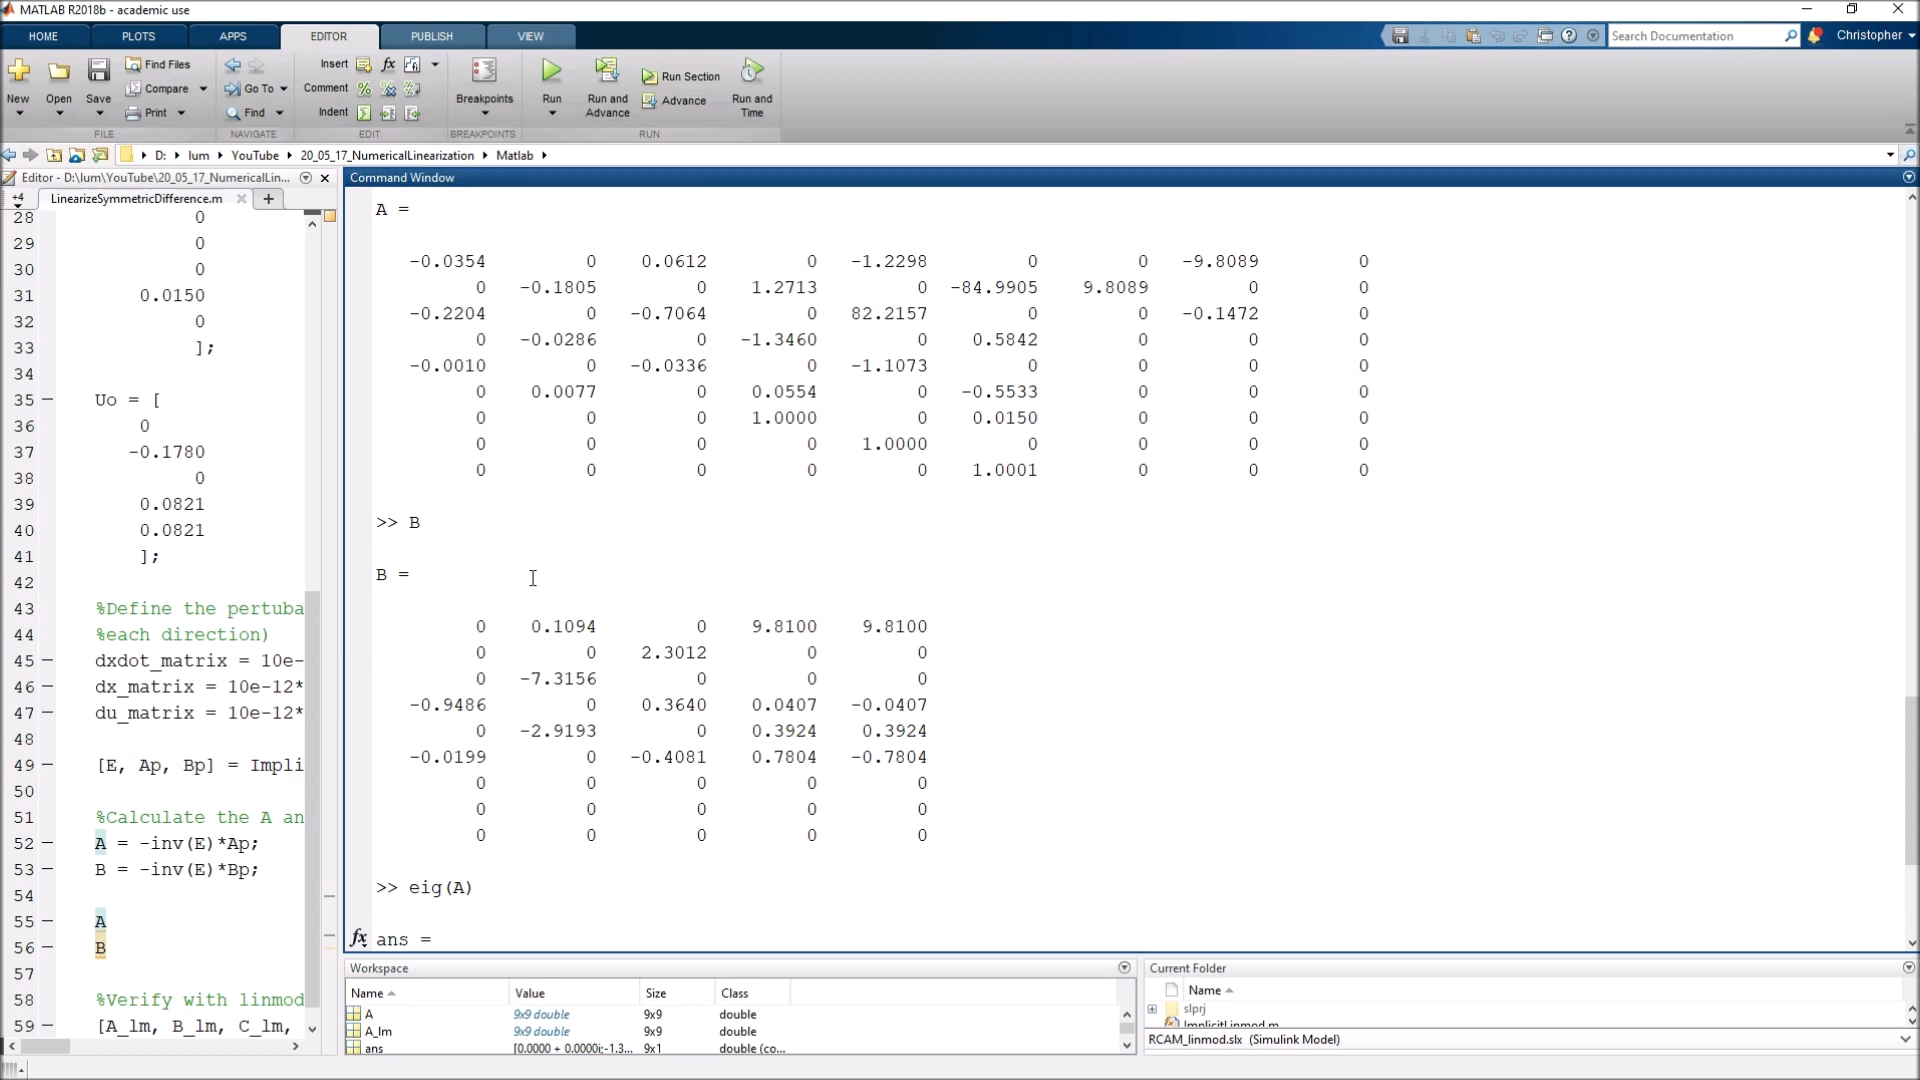 MATLAB R2018b - academic use
HOME PLOTS APPS EDITOR PUBLISH VIEW
Search Documentation
Christopher
New Open Save
Find Files
Compare
Print
Go To
Find
Insert
Comment
Indent
fx
Breakpoints
Run
Run and Advance
Run Section
Advance
Run and Time
FILE NAVIGATE EDIT BREAKPOINTS RUN
D: lum YouTube 20_05_17_NumericalLinearization Matlab
Editor - D:\lum\YouTube\20_05_17_NumericalLin...
+4 LinearizeSymmetricDifference.m +
28 0
29 0
30 0
31 0.0150
32 0
33 ];
34
35 Uo = [
36 0
37 -0.1780
38 0
39 0.0821
40 0.0821
41 ];
42
43 %Define the pertuba
44 %each direction)
45 dxdot_matrix = 10e-
46 dx_matrix = 10e-12*
47 du_matrix = 10e-12*
48
49 [E, Ap, Bp] = Impli
50
51 %Calculate the A an
52 A = -inv(E)*Ap;
53 B = -inv(E)*Bp;
54
55 A
56 B
57
58 %Verify with linmod
59 [A_lm, B_lm, C_lm,
Command Window
A =
-0.0354 0 0.0612 0 -1.2298 0 0 -9.8089 0
0 -0.1805 0 1.2713 0 -84.9905 9.8089 0 0
-0.2204 0 -0.7064 0 82.2157 0 0 -0.1472 0
0 -0.0286 0 -1.3460 0 0.5842 0 0 0
-0.0010 0 -0.0336 0 -1.1073 0 0 0 0
0 0.0077 0 0.0554 0 -0.5533 0 0 0
0 0 0 1.0000 0 0.0150 0 0 0
0 0 0 0 1.0000 0 0 0 0
0 0 0 0 0 1.0001 0 0 0
>> B
B =
0 0.1094 0 9.8100 9.8100
0 0 2.3012 0 0
0 -7.3156 0 0 0
-0.9486 0 0.3640 0.0407 -0.0407
0 -2.9193 0 0.3924 0.3924
-0.0199 0 -0.4081 0.7804 -0.7804
0 0 0 0 0
0 0 0 0 0
0 0 0 0 0
>> eig(A)
fx ans =
Workspace
Name Value Size Class
A 9x9 double 9x9 double
A_lm 9x9 double 9x9 double
ans [0.0000 + 0.0000i;-1.3... 9x1 double (co...
Current Folder
Name
slprj
ImplicitLinmod.m
RCAM_linmod.slx (Simulink Model)